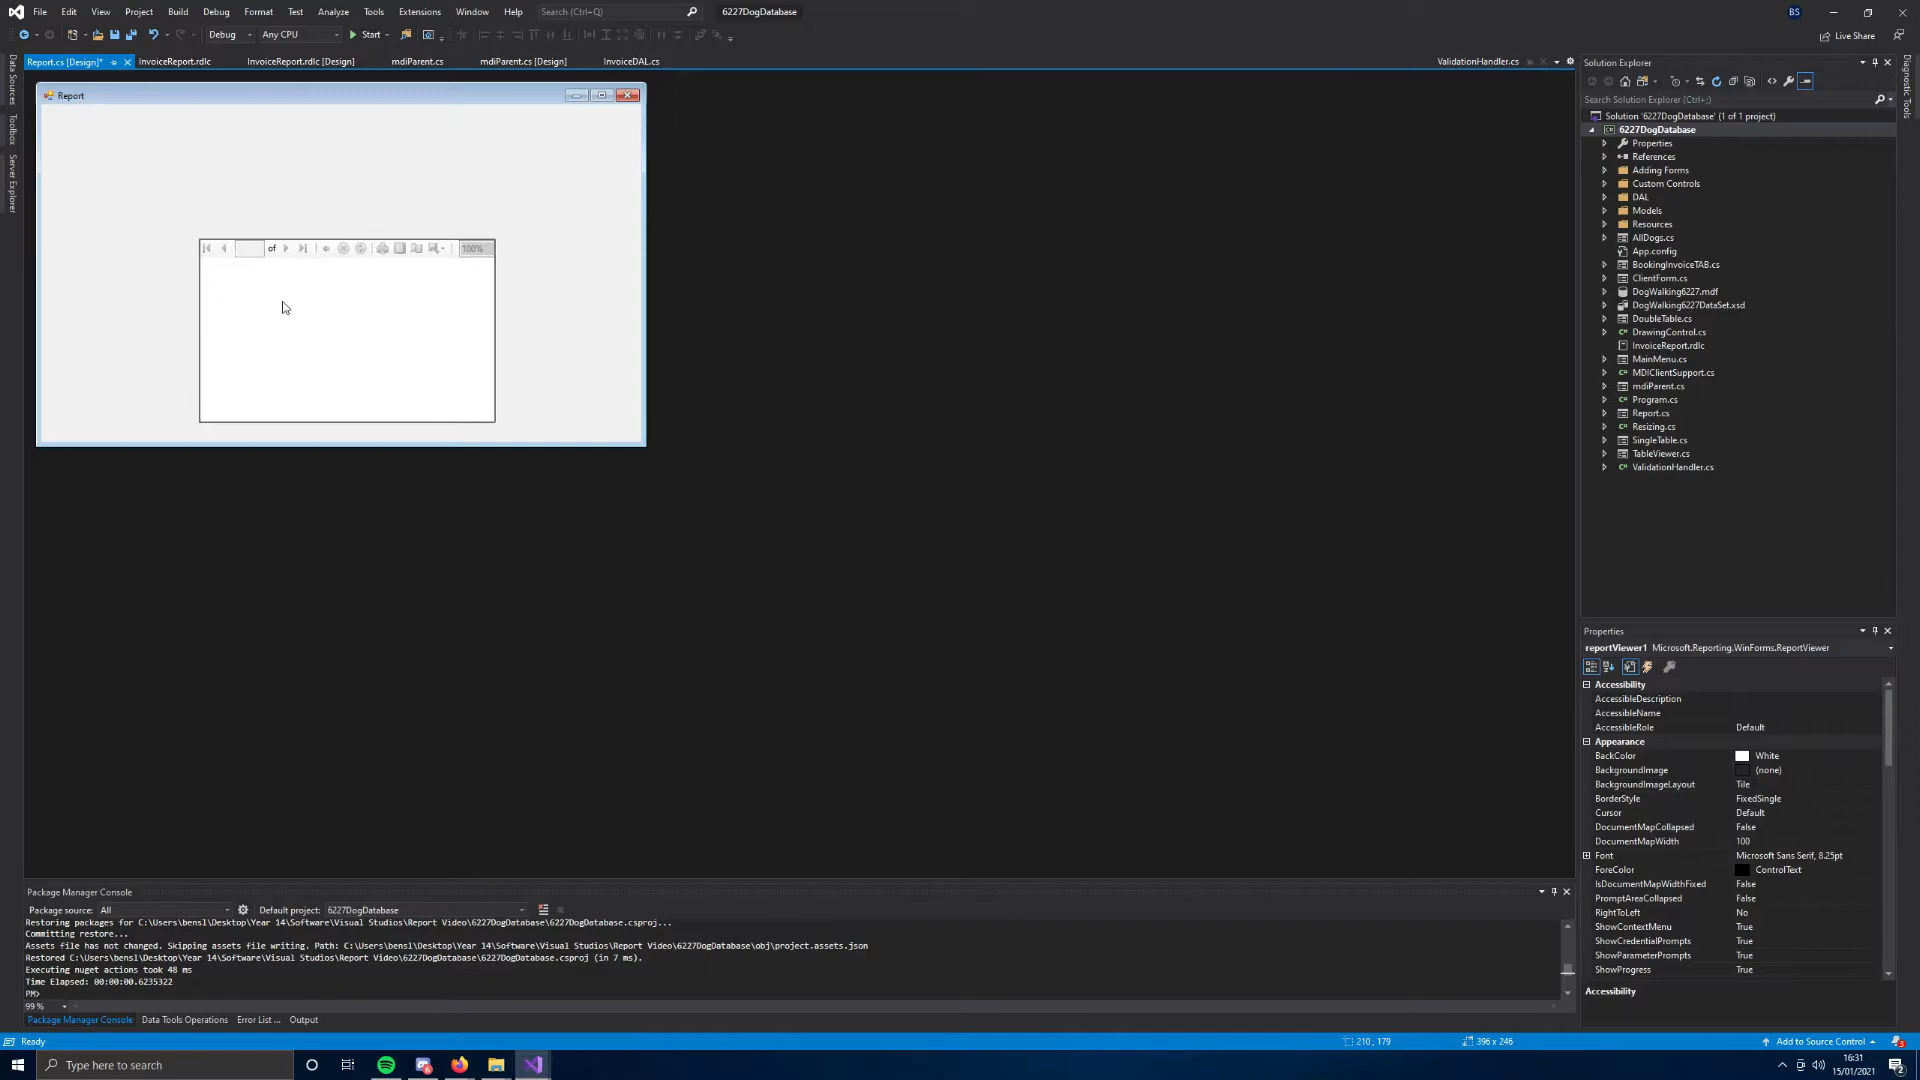 File Edit View Project Build Debug Format Test Analyze Tools Extensions Window Help Search (Ctrl+Q) 6227DogDatabase BS
Debug Any CPU Start Live Share
Report.cs [Design]* InvoiceReport.rdlc InvoiceReport.rdlc [Design] mdiParent.cs mdiParent.cs [Design] InvoiceDAL.cs ValidationHandler.cs
Data Sources
Toolbox
Server Explorer
Report
of 100%
Solution Explorer
Search Solution Explorer (Ctrl+;)
Solution '6227DogDatabase' (1 of 1 project)
6227DogDatabase
Properties
References
Adding Forms
Custom Controls
DAL
Models
Resources
AllDogs.cs
App.config
BookingInvoiceTAB.cs
ClientForm.cs
DogWalking6227.mdf
DogWalking6227DataSet.xsd
DoubleTable.cs
DrawingControl.cs
InvoiceReport.rdlc
MainMenu.cs
MDIClientSupport.cs
mdiParent.cs
Program.cs
Report.cs
Resizing.cs
SingleTable.cs
TableViewer.cs
ValidationHandler.cs
Diagnostic Tools
Properties
reportViewer1 Microsoft.Reporting.WinForms.ReportViewer
Accessibility
AccessibleDescription
AccessibleName
AccessibleRole Default
Appearance
BackColor White
BackgroundImage (none)
BackgroundImageLayout Tile
BorderStyle FixedSingle
Cursor Default
DocumentMapCollapsed False
DocumentMapWidth 100
Font Microsoft Sans Serif, 8.25pt
ForeColor ControlText
IsDocumentMapWidthFixed False
PromptAreaCollapsed False
RightToLeft No
ShowContextMenu True
ShowCredentialPrompts True
ShowParameterPrompts True
ShowProgress True
Accessibility
Package Manager Console
Package source: All Default project: 6227DogDatabase
Restoring packages for C:\Users\bensl\Desktop\Year 14\Software\Visual Studios\Report Video\6227DogDatabase\6227DogDatabase.csproj...
Committing restore...
Assets file has not changed. Skipping assets file writing. Path: C:\Users\bensl\Desktop\Year 14\Software\Visual Studios\Report Video\6227DogDatabase\obj\project.assets.json
Restored C:\Users\bensl\Desktop\Year 14\Software\Visual Studios\Report Video\6227DogDatabase\6227DogDatabase.csproj (in 7 ms).
Executing nuget actions took 48 ms
Time Elapsed: 00:00:00.6235322
PM>
99 %
Package Manager Console Data Tools Operations Error List ... Output
Ready 210 , 179 396 x 246 Add to Source Control 3
Type here to search 16:31
15/01/2021 2